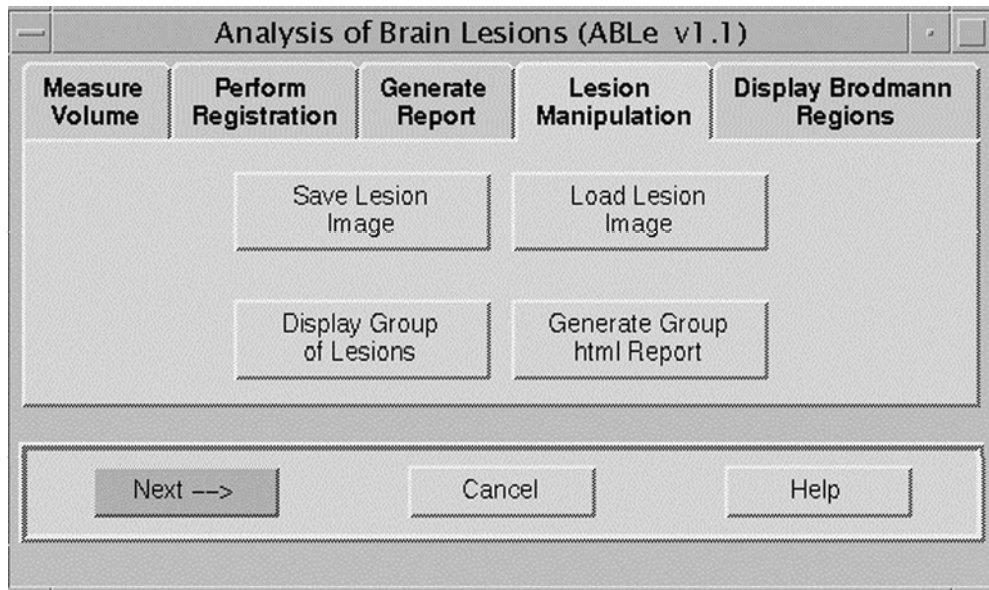 Analysis of Brain Lesions (ABLe v1.1)
Measure
Volume
Perform
Registration
Generate
Report
Lesion
Manipulation
Display Brodmann
Regions
Save Lesion
Image
Load Lesion
Image
Display Group
of Lesions
Generate Group
html Report
Next -->
Cancel
Help